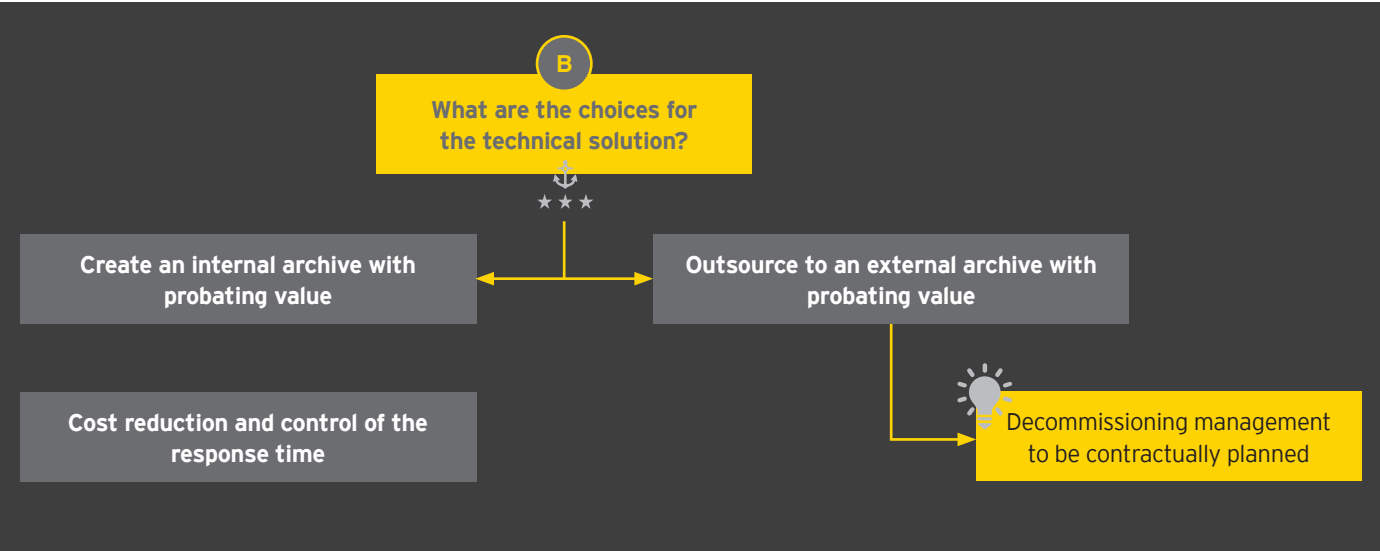 B
What are the choices for
the technical solution?
Create an internal archive with
probating value
Outsource to an external archive with
probating value
Cost reduction and control of the
response time
Decommissioning management
to be contractually planned